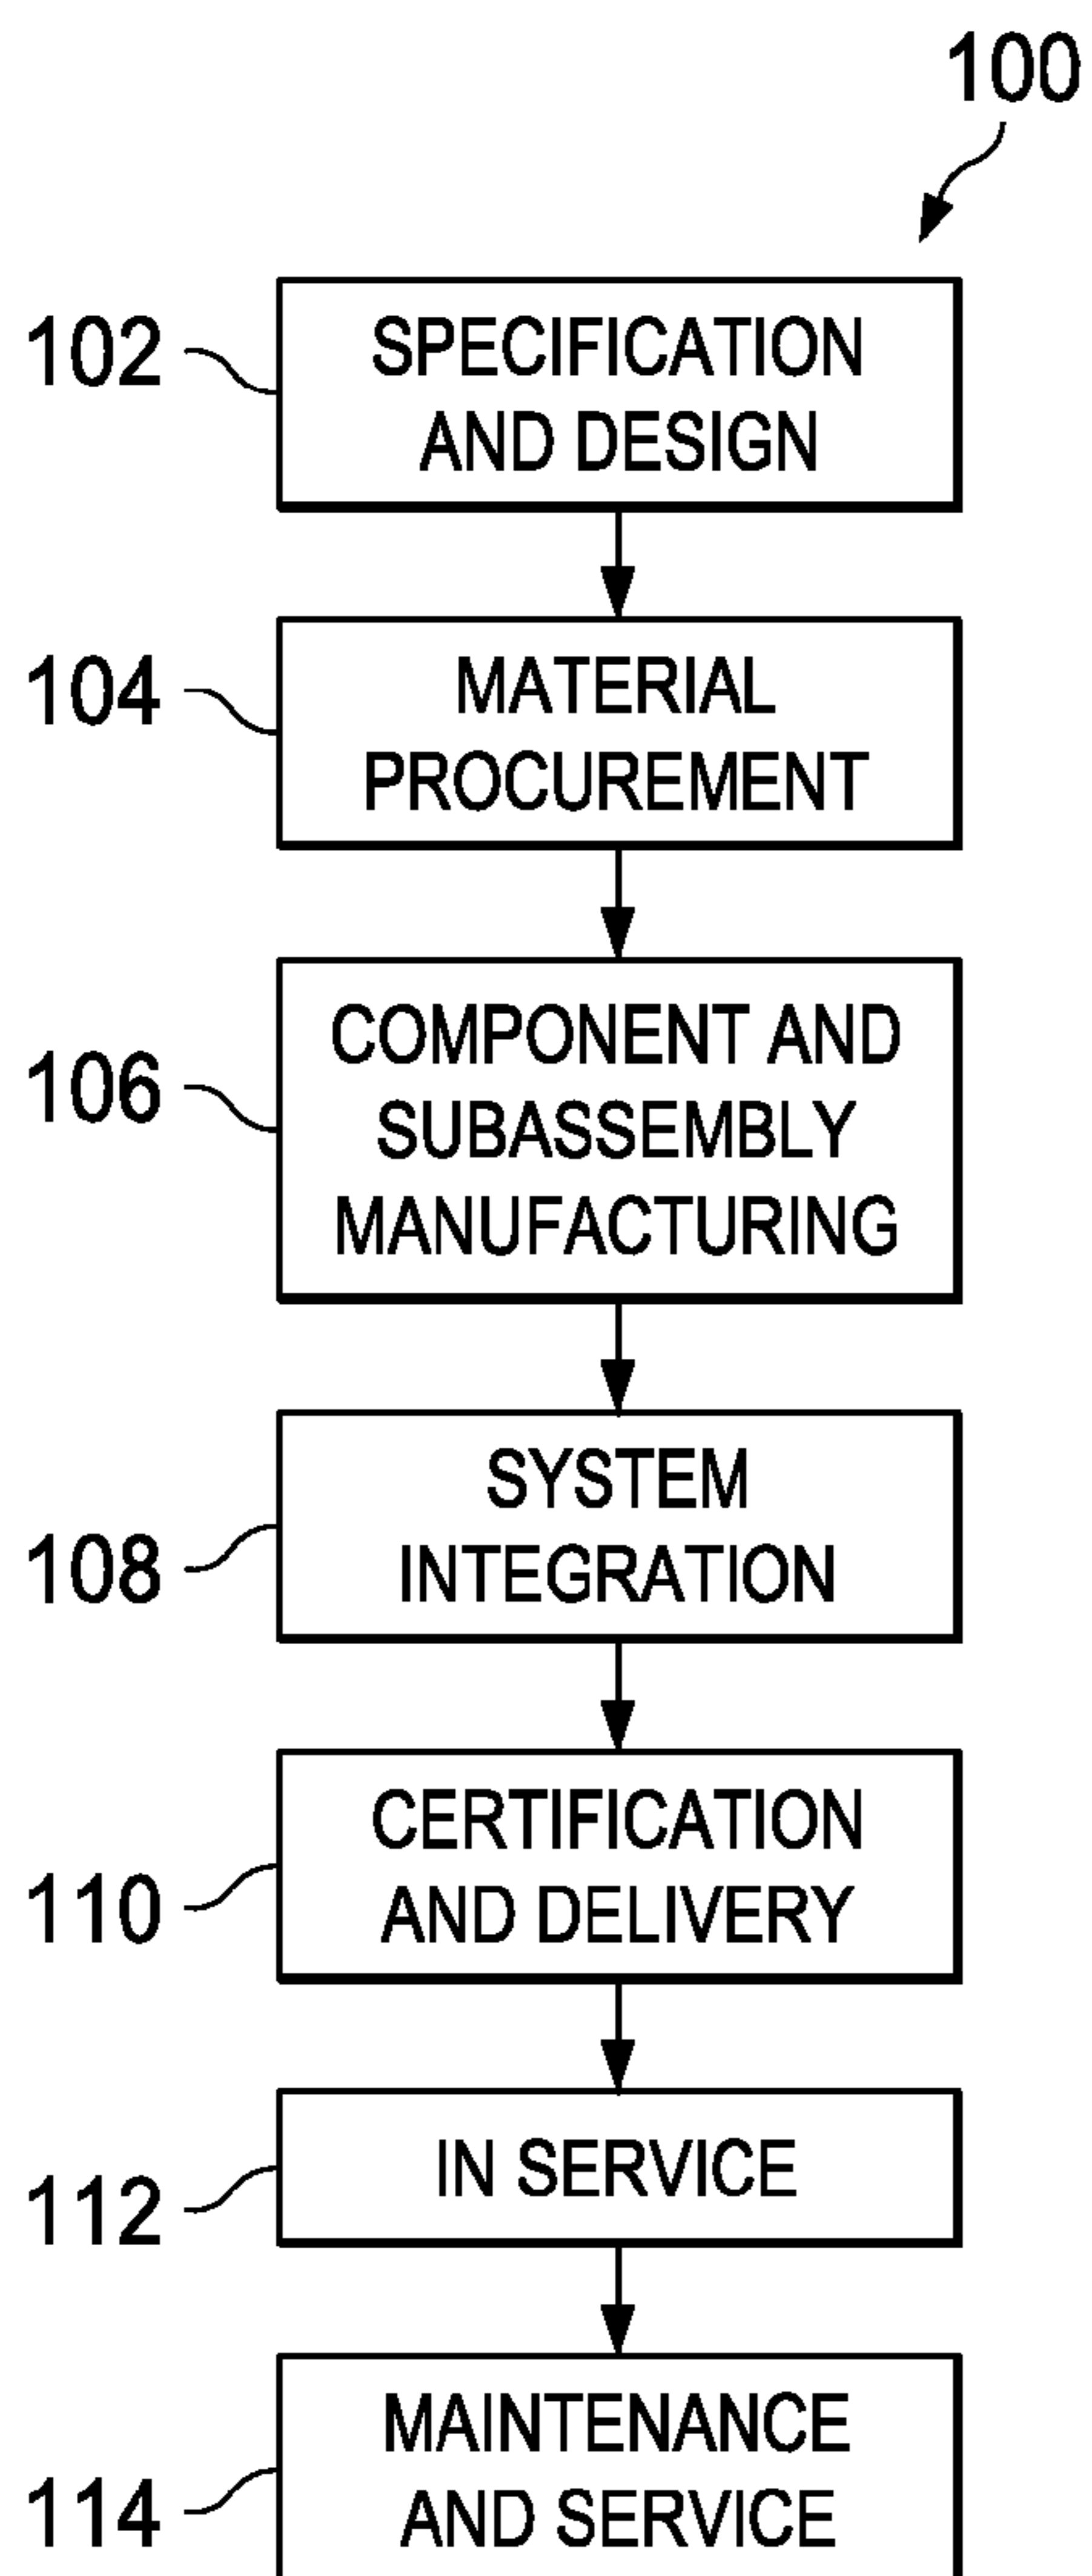 100
102
SPECIFICATION
AND DESIGN
104
MATERIAL
PROCUREMENT
106
COMPONENT AND
SUBASSEMBLY
MANUFACTURING
108
SYSTEM
INTEGRATION
110
CERTIFICATION
AND DELIVERY
112
IN SERVICE
114
MAINTENANCE
AND SERVICE